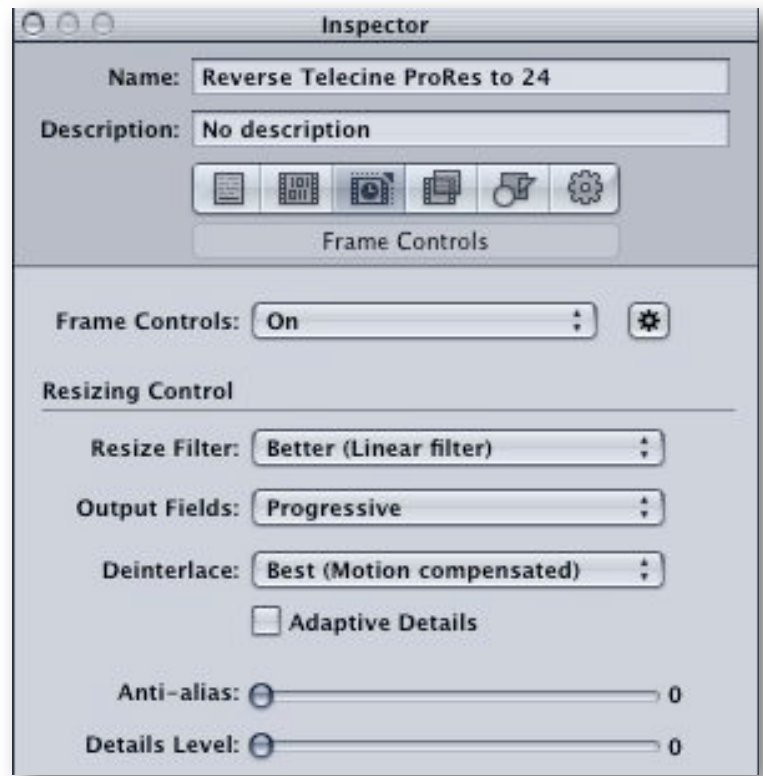 Inspector
Name: Reverse Telecine ProRes to 24
Description: No description
Frame Controls
Frame Controls: On
Resizing Control
Resize Filter: Better (Linear filter)
Output Fields: Progressive
Deinterlace: Best (Motion compensated)
Adaptive Details
Anti-alias: 0
Details Level: 0